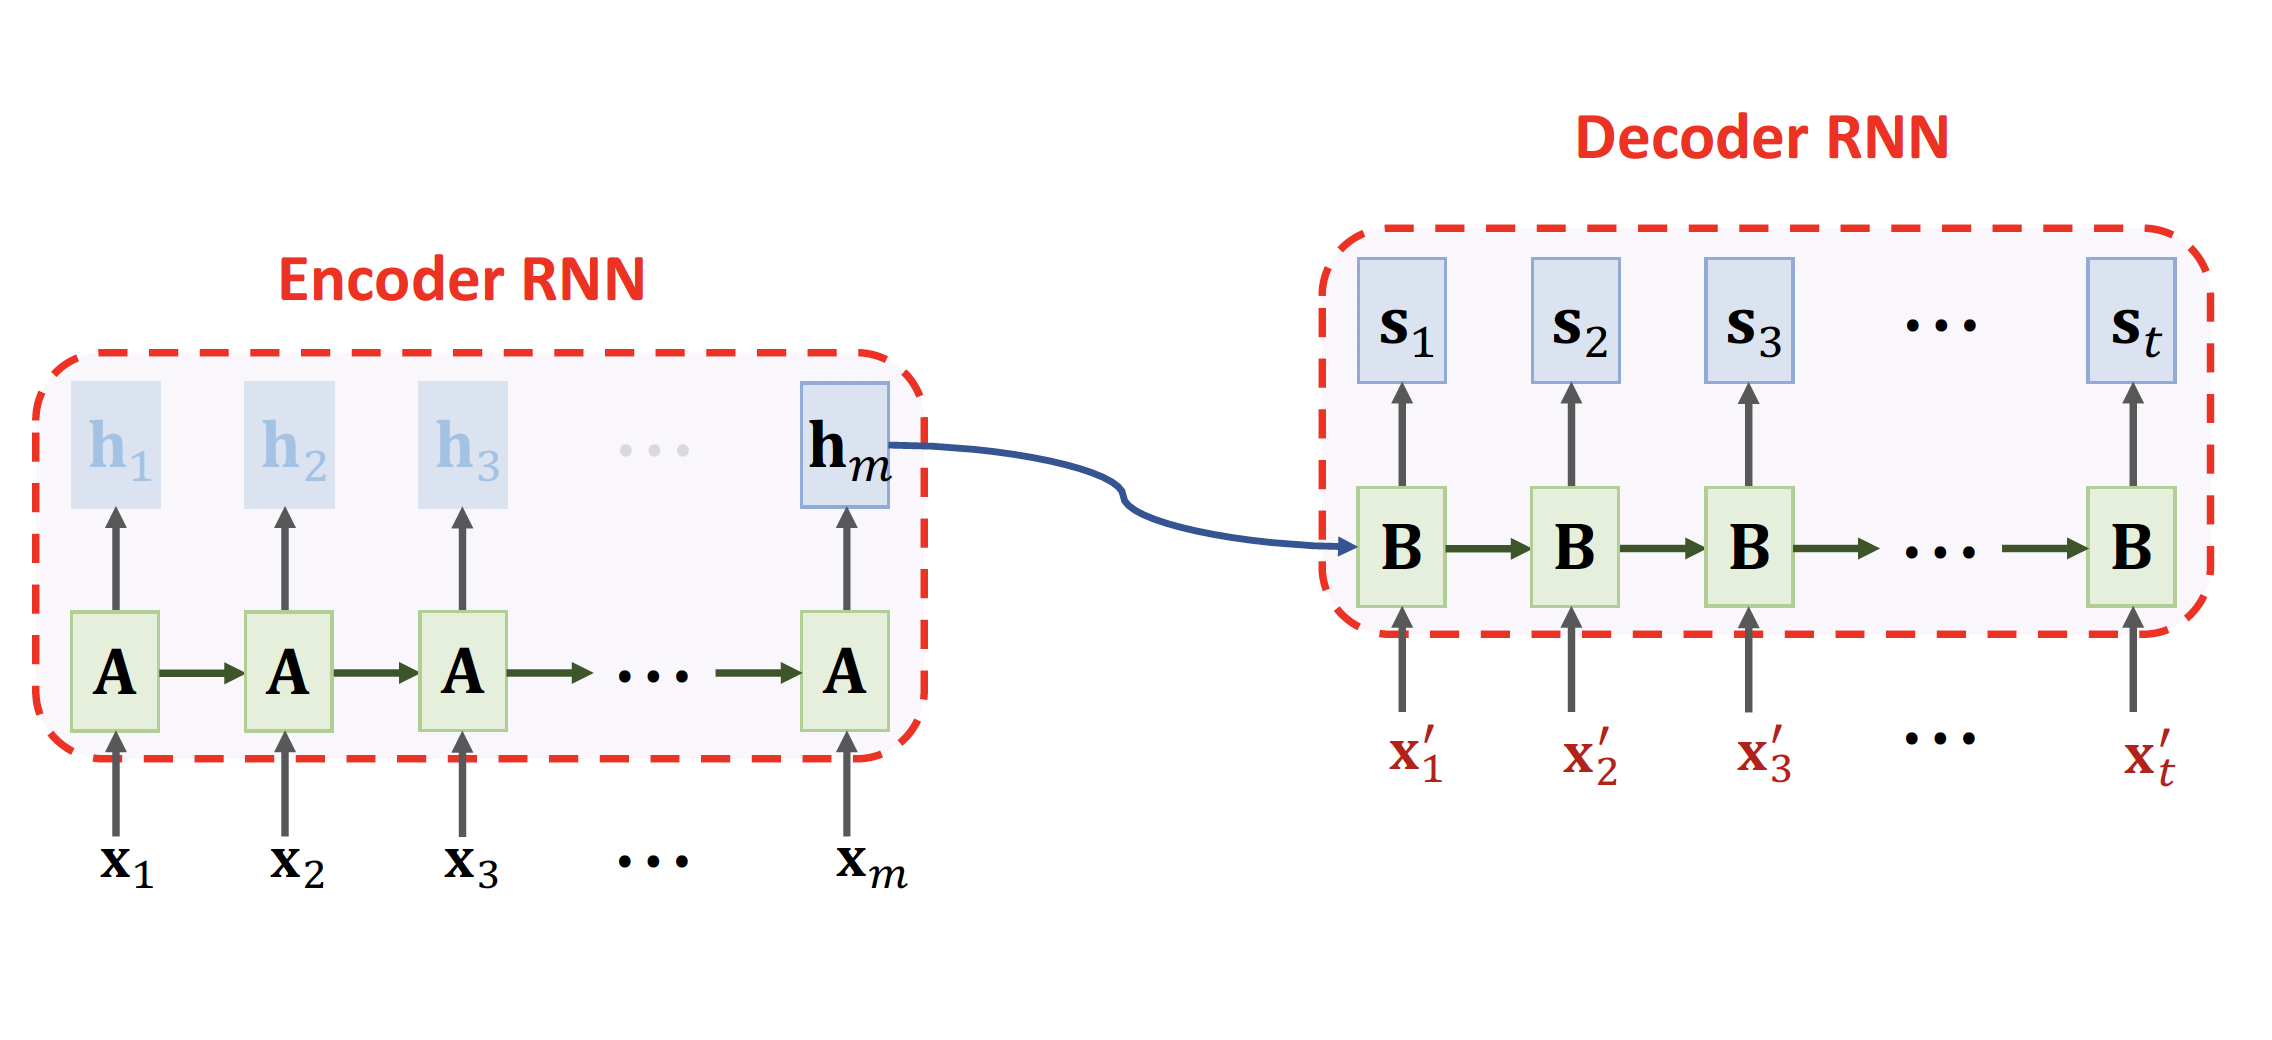 Decoder RNN
Encoder RNN
s₁ s₂ s₃ ··· sₜ
h₁ h₂ h₃ ··· hₘ
B B B ··· B
A A A ··· A
x′₁ x′₂ x′₃ ··· x′ₜ
x₁ x₂ x₃ ··· xₘ